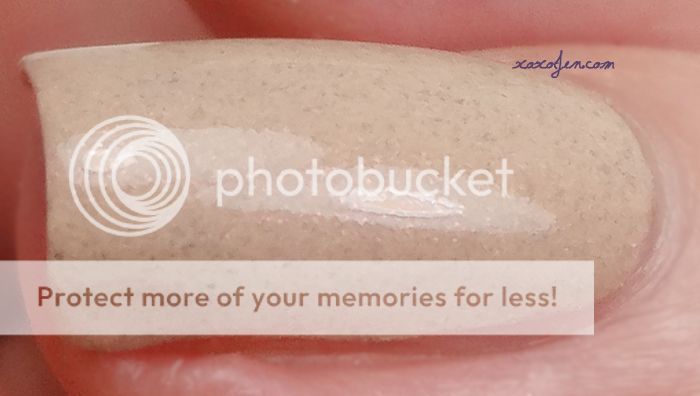 xoxoJen.com
photobucket
Protect more of your memories for less!